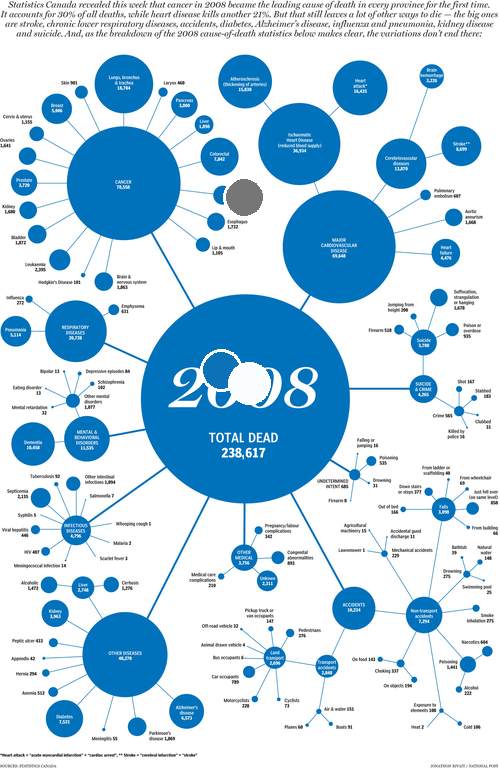 Statistics Canada revealed this week that cancer in 2008 became the leading cause of death in every province for the first time.
It accounts for 30% of all deaths, while heart disease kills another 21%. But that still leaves a lot of other ways to die — the big ones
are stroke, chronic lower respiratory diseases, accidents, diabetes, Alzheimer's disease, influenza and pneumonia, kidney disease
and suicide. And, as the breakdown of the 2008 cause-of-death statistics below makes clear, the variations don't end there:
Skin 901
Lungs, bronchus
& trachea
18,784
Larynx 460
Breast
5,006
Pancreas
Liver
Cervix & uterus
1,155
Ovaries
1,641
Colorectal
7,842
CANCER
70,558
Prostate
3,720
Kidney
1,680
Esophagus
1,732
Bladder
1,872
Lip & mouth
1,105
Leukaemia
2,395
Hodgkin's Disease 101
Brain &
nervous system
1,863
Atherosclerosis
(thickening of arteries)
Heart
attack*
16,435
Brain
hemorrhage
3,226
Ischaemic
Heart Disease
(reduced blood supply)
36,934
Stroke**
8,699
Cerebrovascular
diseases
13,870
Pulmonary
embolism 687
Aortic
aneurysm
1,668
MAJOR
CARDIOVASCULAR
DISEASE
69,648
Heart
failure
4,476
Influenza
272
Emphysema
631
RESPIRATORY
DISEASES
20,728
Pneumonia
5,114
Suffocation,
strangulation
or hanging
1,678
Jumping from
height 200
Firearm 518
Poison or
overdose
935
Suicide
3,700
SUICIDE
& CRIME
4,265
Shot 167
Stabbed
183
Crime 565
Clubbed
31
Killed by
police 16
2008
TOTAL DEAD
238,617
Bipolar 13
Depressive episodes 84
Schizophrenia
102
Eating disorder
13
Other mental
disorders
1,877
Mental retardation
32
MENTAL &
BEHAVIORAL
DISORDERS
11,535
Dementia
10,458
Falling or
jumping 16
Poisoning
535
UNDETERMINED
INTENT 685
Drowning
31
Firearm 8
Tuberculosis 92
Other intestinal
infections 1,094
Septicemia
2,135
Salmonella 7
Syphilis 5
Whooping cough 1
INFECTIOUS
DISEASES
4,796
Viral hepatitis
446
Malaria 2
HIV 407
Scarlet fever 3
Meningococcal infection 14
From ladder or
scaffolding 48
From wheelchair
69
Down stairs
or steps 377
Just fell over
(on same level)
858
Out of bed
166
Falls
From building
66
Pregnancy/labour
complications
342
OTHER
MEDICAL
3,756
Congenital
abnormalities
893
Medical care
complications
210
Unknown
2,311
Agricultural
machinery 15
Accidental gund
discharge 11
Lawnmower 1
Mechanical accidents
229
Bathtub
39
Natural
water
148
Drowning
275
Swimming pool
25
Alcoholic
1,472
Liver
2,748
Cirrhosis
1,276
Kidney
3,963
Peptic ulcer 433
Appendix 42
Hernia 294
OTHER DISEASES
40,270
Anemia 512
Diabetes
7,521
Meningitis 55
Parkinson's
disease 1,869
Alzheimer's
disease
6,573
ACCIDENTS
10,234
Non-transport
accidents
7,294
Smoke
inhalation
275
Pickup truck or
van occupants
147
Off-road vehicle 32
Pedestrians
376
Animal drawn vehicle 4
Bus occupants 6
Land
transport
2,696
Car occupants
789
Motorcyclists
228
Cyclists
73
Transport
accidents
2,848
Air & water 151
Planes 60
Boats 91
On food 143
Choking 337
On objects 194
Narcotics 604
Poisoning
1,441
Alcohol
222
Exposure to
elements 108
Heat 2
Cold 106
*Heart attack = "acute myocardial infarction" = "cardiac arrest". ** Stroke = "cerebral infarction" = "stroke"
SOURCES: STATISTICS CANADA
JONATHON RIVAIT / NATIONAL POST